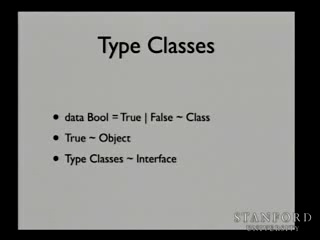 Type Classes
• data Bool = True | False ~ Class
• True ~ Object
• Type Classes ~ Interface
STANFORD
UNIVERSITY